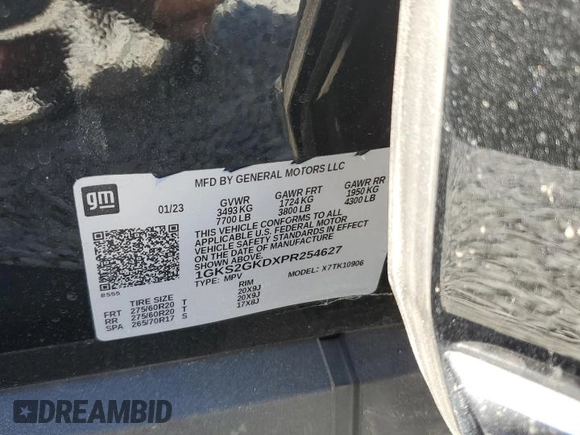 MFD BY GENERAL MOTORS LLC
gm
01/23
GVWR GAWR FRT GAWR RR
3493 KG 1724 KG 1950 KG
7700 LB 3800 LB 4300 LB
THIS VEHICLE CONFORMS TO ALL
APPLICABLE U.S. FEDERAL MOTOR
VEHICLE SAFETY STANDARDS IN EFFECT
ON THE DATE OF MANUFACTURE
SHOWN ABOVE.
1GKS2GKDXPR254627
TYPE: MPV MODEL: X7TK10906
TIRE SIZE RIM
FRT 275/60R20 T 20X9J
RR 275/60R20 T 20X9J
SPA 265/70R17 S 17X8J
DREAMBID